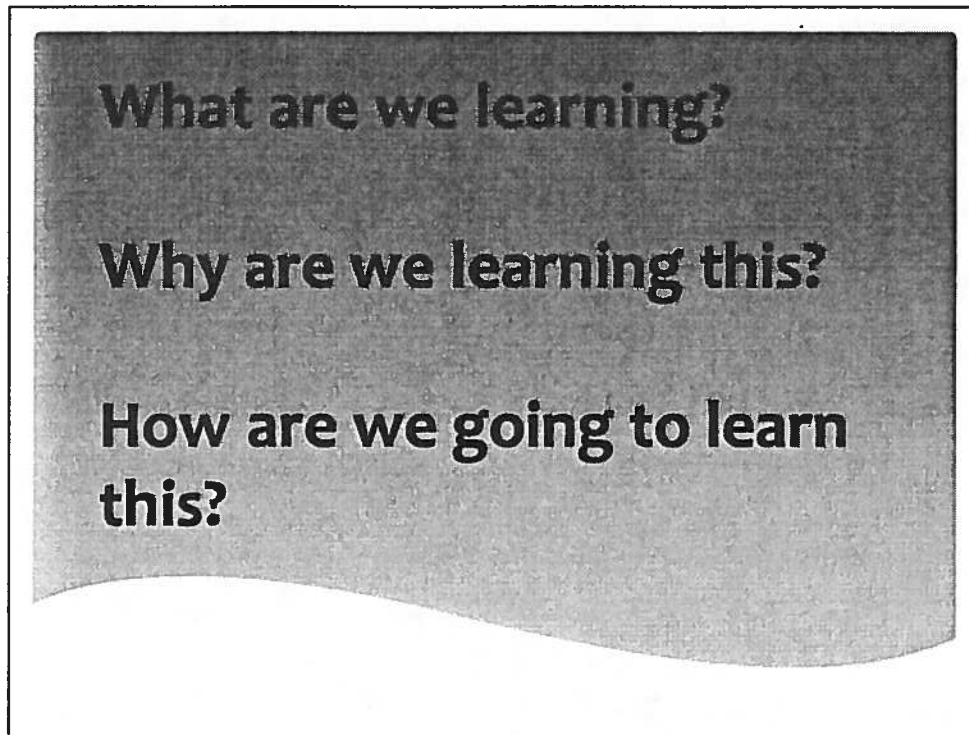 What are we learning?
Why are we learning this?
How are we going to learn
this?